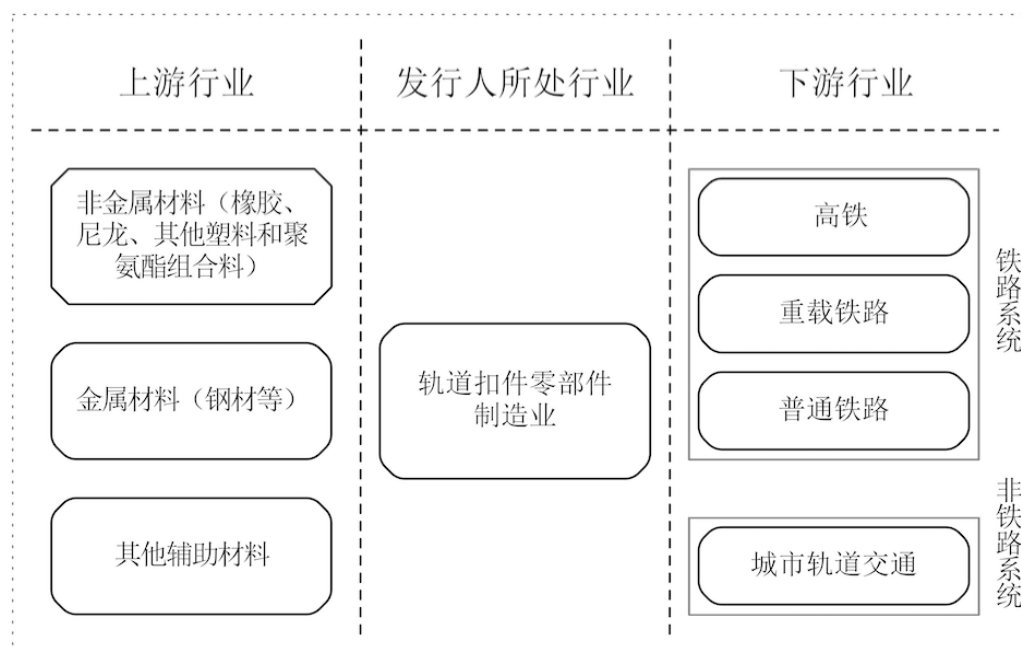 上游行业
发行人所处行业
下游行业
非金属材料（橡胶、
尼龙、其他塑料和聚
氨酯组合料）
金属材料（钢材等）
其他辅助材料
轨道扣件零部件
制造业
高铁
重载铁路
普通铁路
铁路系统
城市轨道交通
非铁路系统